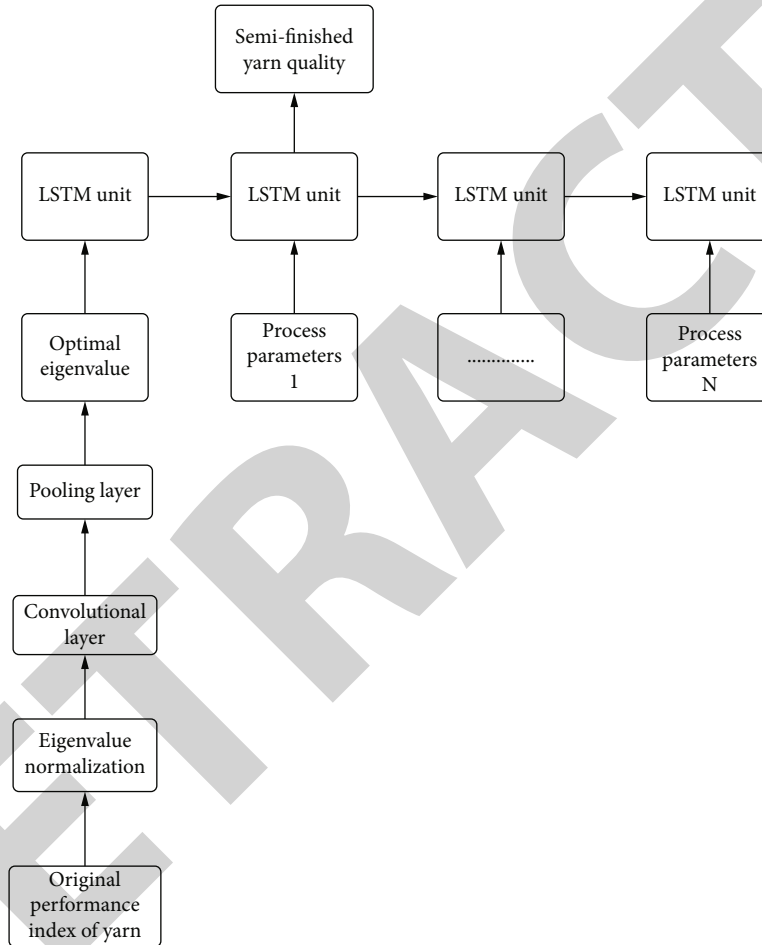 Semi-finished
yarn quality
LSTM unit
LSTM unit
LSTM unit
LSTM unit
Optimal
eigenvalue
Process
parameters
1
..............
Process
parameters
N
Pooling layer
Convolutional
layer
Eigenvalue
normalization
Original
performance
index of yarn
ETRACT